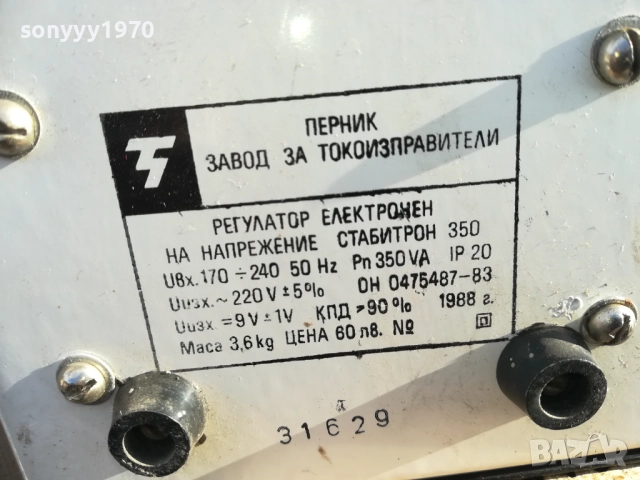 sonyyy1970
ПЕРНИК
ЗАВОД ЗА ТОКОИЗПРАВИТЕЛИ
РЕГУЛАТОР ЕЛЕКТРОНЕН
НА НАПРЕЖЕНИЕ СТАБИТРОН 350
Uвх. 170 ÷ 240 50 Hz Pn 350 VA IP 20
Uизх. ~ 220 V ± 5% ОН 0475487-83
Uизх = 9V ± 1V КПД > 90% 1988 г.
Маса 3,6 kg ЦЕНА 60 лв. №
31629
BAZAR